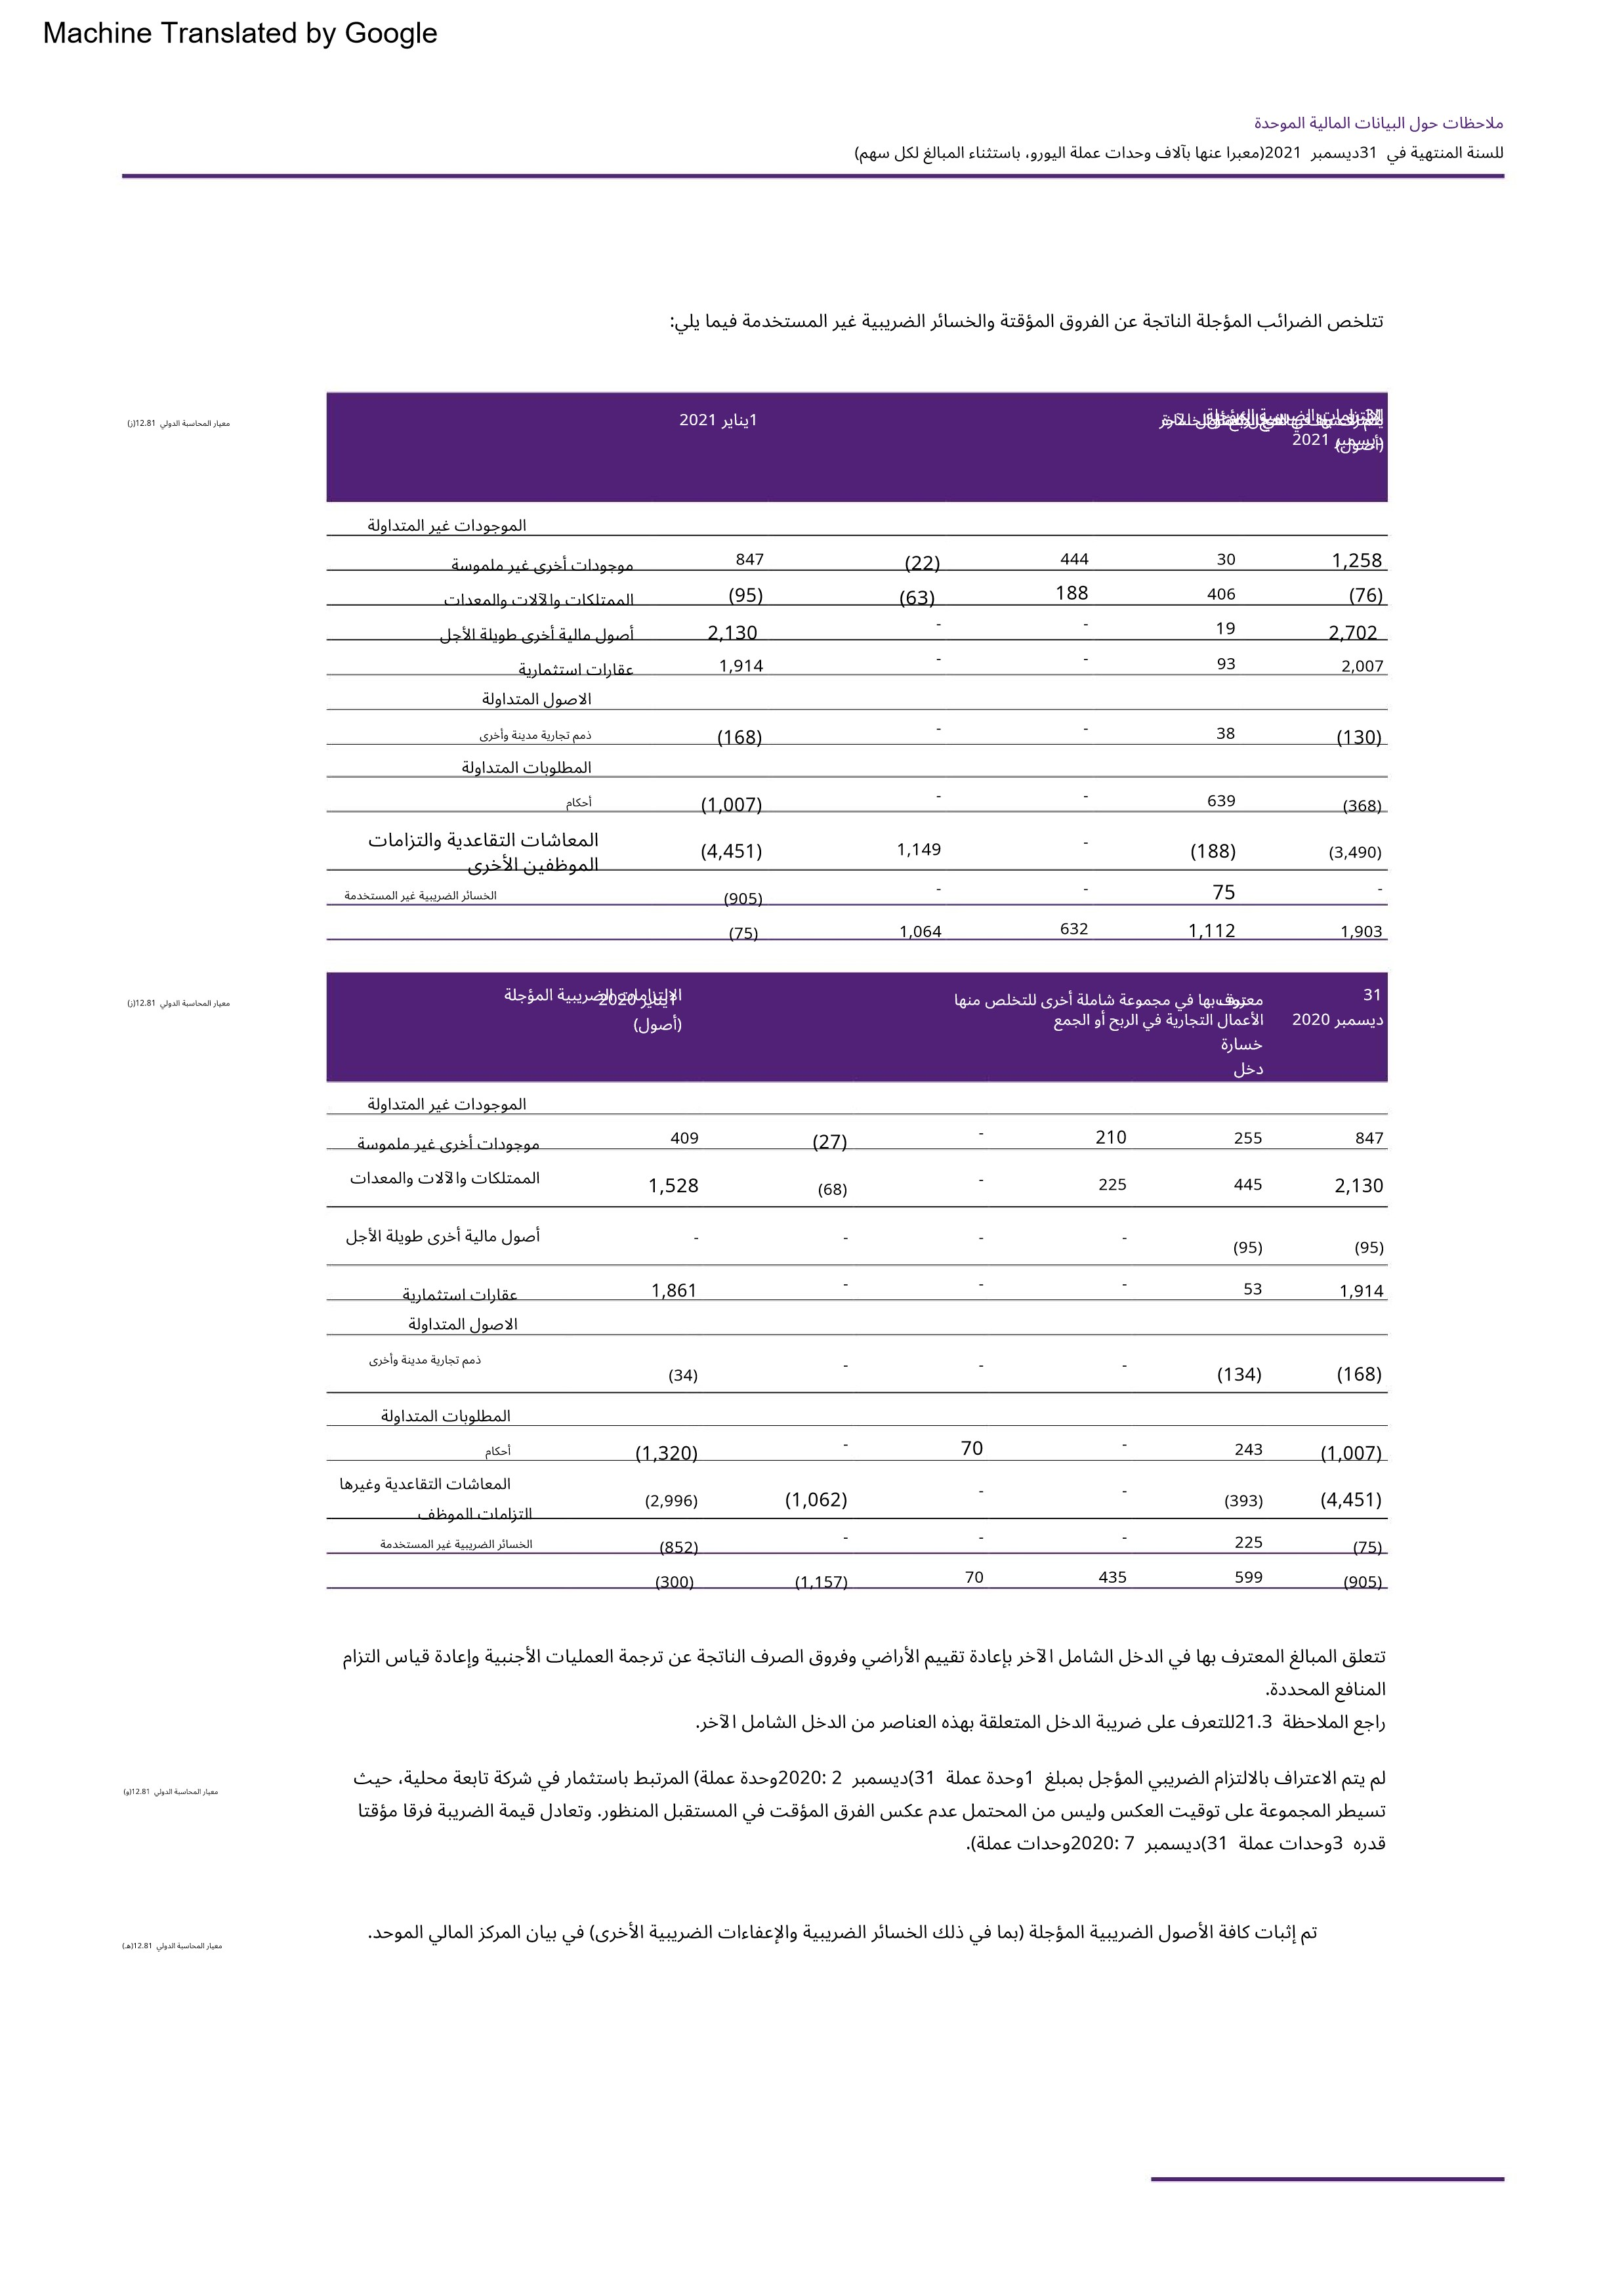 Machine Translated by Google
ملاحظات حول البيانات المالية الموحدة
للسنة المنتهية في 31ديسمبر 2021(معبرا عنها بآلاف وحدات عملة اليورو، باستثناء المبالغ لكل سهم)
تتلخص الضرائب المؤجلة الناتجة عن الفروق المؤقتة والخسائر الضريبية غير المستخدمة فيما يلي:
معيار المحاسبة الدولي 12.81(ز)
1يناير 2021
ديسمبر 2021
(أصول)
الموجودات غير المتداولة
موجودات أخرى غير ملموسة 847 (22) 444 30 1,258
الممتلكات والآلات والمعدات (95) (63) 188 406 (76)
أصول مالية أخرى طويلة الأجل 2,130 - - 19 2,702
عقارات استثمارية 1,914 - - 93 2,007
الاصول المتداولة
ذمم تجارية مدينة وأخرى (168) - - 38 (130)
المطلوبات المتداولة
أحكام (1,007) - - 639 (368)
المعاشات التقاعدية والتزامات
الموظفين الأخرى (4,451) 1,149 - (188) (3,490)
الخسائر الضريبية غير المستخدمة (905) - - 75 -
(75) 1,064 632 1,112 1,903
معيار المحاسبة الدولي 12.81(ز)
الالتزامات الضريبية المؤجلة 1يناير 2020
(أصول)
معترف بها في مجموعة شاملة أخرى للتخلص منها
الأعمال التجارية في الربح أو الجمع
خسارة
دخل
31
ديسمبر 2020
الموجودات غير المتداولة
موجودات أخرى غير ملموسة 409 (27) - 210 255 847
الممتلكات والآلات والمعدات 1,528 (68) - 225 445 2,130
أصول مالية أخرى طويلة الأجل - - - - (95) (95)
عقارات استثمارية 1,861 - - - 53 1,914
الاصول المتداولة
ذمم تجارية مدينة وأخرى (34) - - - (134) (168)
المطلوبات المتداولة
أحكام (1,320) - 70 - 243 (1,007)
المعاشات التقاعدية وغيرها
التزامات الموظف (2,996) (1,062) - - (393) (4,451)
الخسائر الضريبية غير المستخدمة (852) - - - 225 (75)
(300) (1,157) 70 435 599 (905)
تتعلق المبالغ المعترف بها في الدخل الشامل الآخر بإعادة تقييم الأراضي وفروق الصرف الناتجة عن ترجمة العمليات الأجنبية وإعادة قياس التزام
المنافع المحددة.
راجع الملاحظة 21.3للتعرف على ضريبة الدخل المتعلقة بهذه العناصر من الدخل الشامل الآخر.
معيار المحاسبة الدولي 12.81(و)
لم يتم الاعتراف بالالتزام الضريبي المؤجل بمبلغ 1وحدة عملة 31)ديسمبر 2 :2020وحدة عملة) المرتبط باستثمار في شركة تابعة محلية، حيث
تسيطر المجموعة على توقيت العكس وليس من المحتمل عدم عكس الفرق المؤقت في المستقبل المنظور. وتعادل قيمة الضريبة فرقا مؤقتا
قدره 3وحدات عملة 31)ديسمبر 7 :2020وحدات عملة).
معيار المحاسبة الدولي 12.81(هـ)
تم إثبات كافة الأصول الضريبية المؤجلة (بما في ذلك الخسائر الضريبية والإعفاءات الضريبية الأخرى) في بيان المركز المالي الموحد.